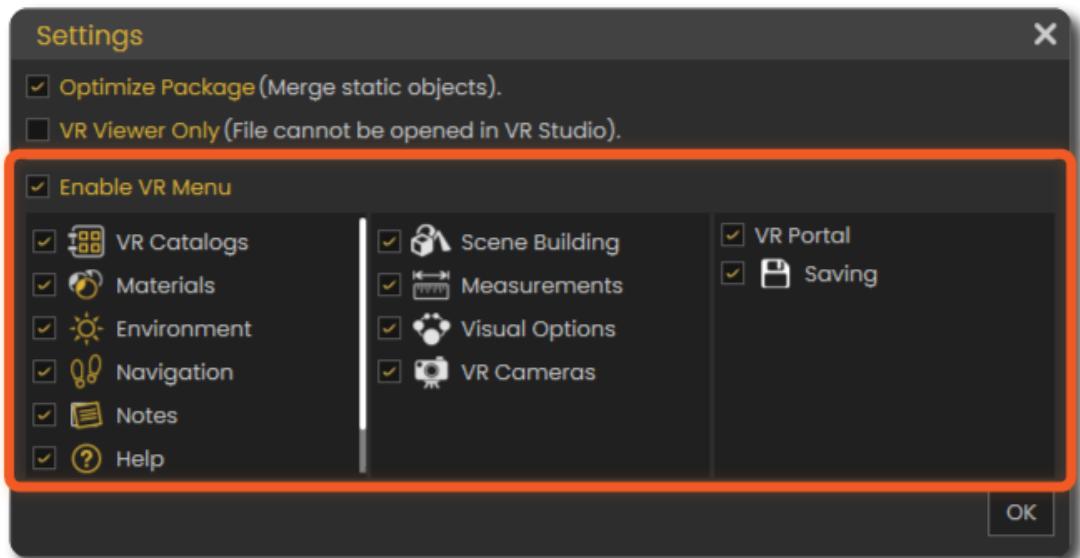 Settings
Optimize Package (Merge static objects).
VR Viewer Only (File cannot be opened in VR Studio).
Enable VR Menu
VR Catalogs
Materials
Environment
Navigation
Notes
Help
Scene Building
Measurements
Visual Options
VR Cameras
VR Portal
Saving
OK